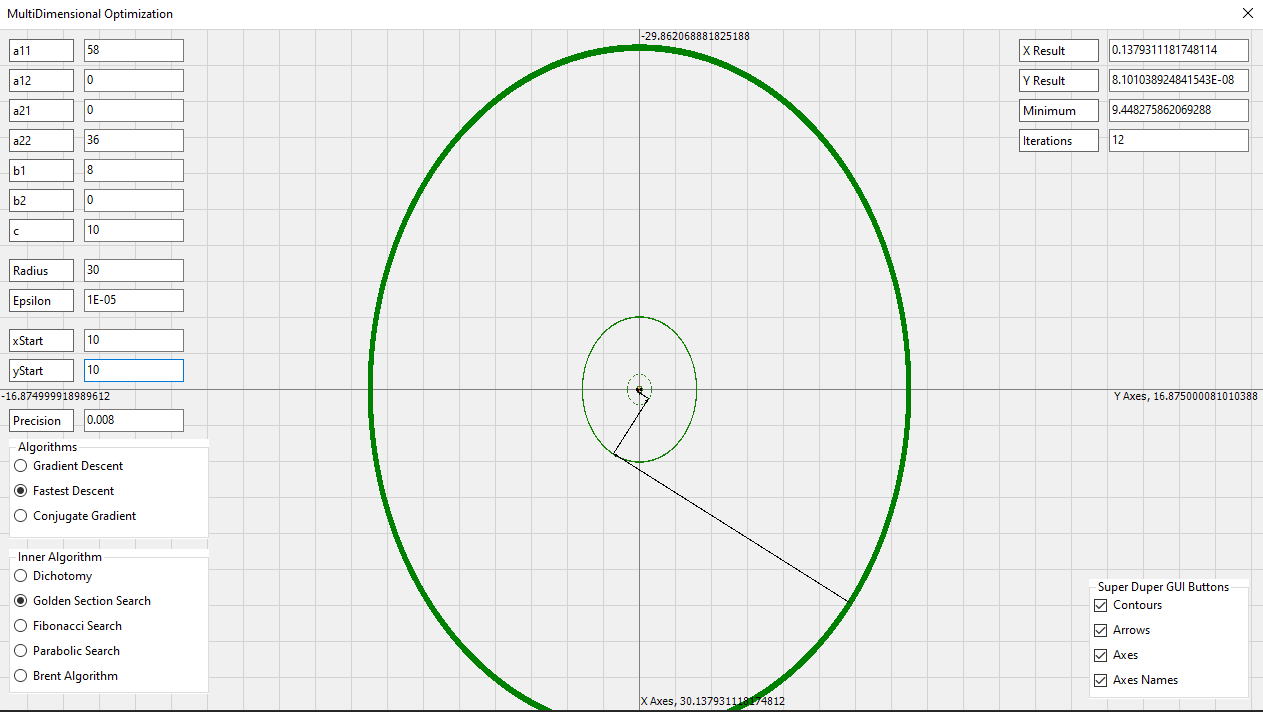 MultiDimensional Optimization
-29.862068881825188
a11 58
a12 0
a21 0
a22 36
b1 8
b2 0
c 10
Radius 30
Epsilon 1E-05
xStart 10
yStart 10
-16.874999918989612
Precision 0.008
Algorithms
Gradient Descent
Fastest Descent
Conjugate Gradient
Inner Algorithm
Dichotomy
Golden Section Search
Fibonacci Search
Parabolic Search
Brent Algorithm
X Result 0.1379311181748114
Y Result 8.101038924841543E-08
Minimum 9.448275862069288
Iterations 12
Y Axes, 16.875000081010388
X Axes, 30.137931118174812
Super Duper GUI Buttons
Contours
Arrows
Axes
Axes Names